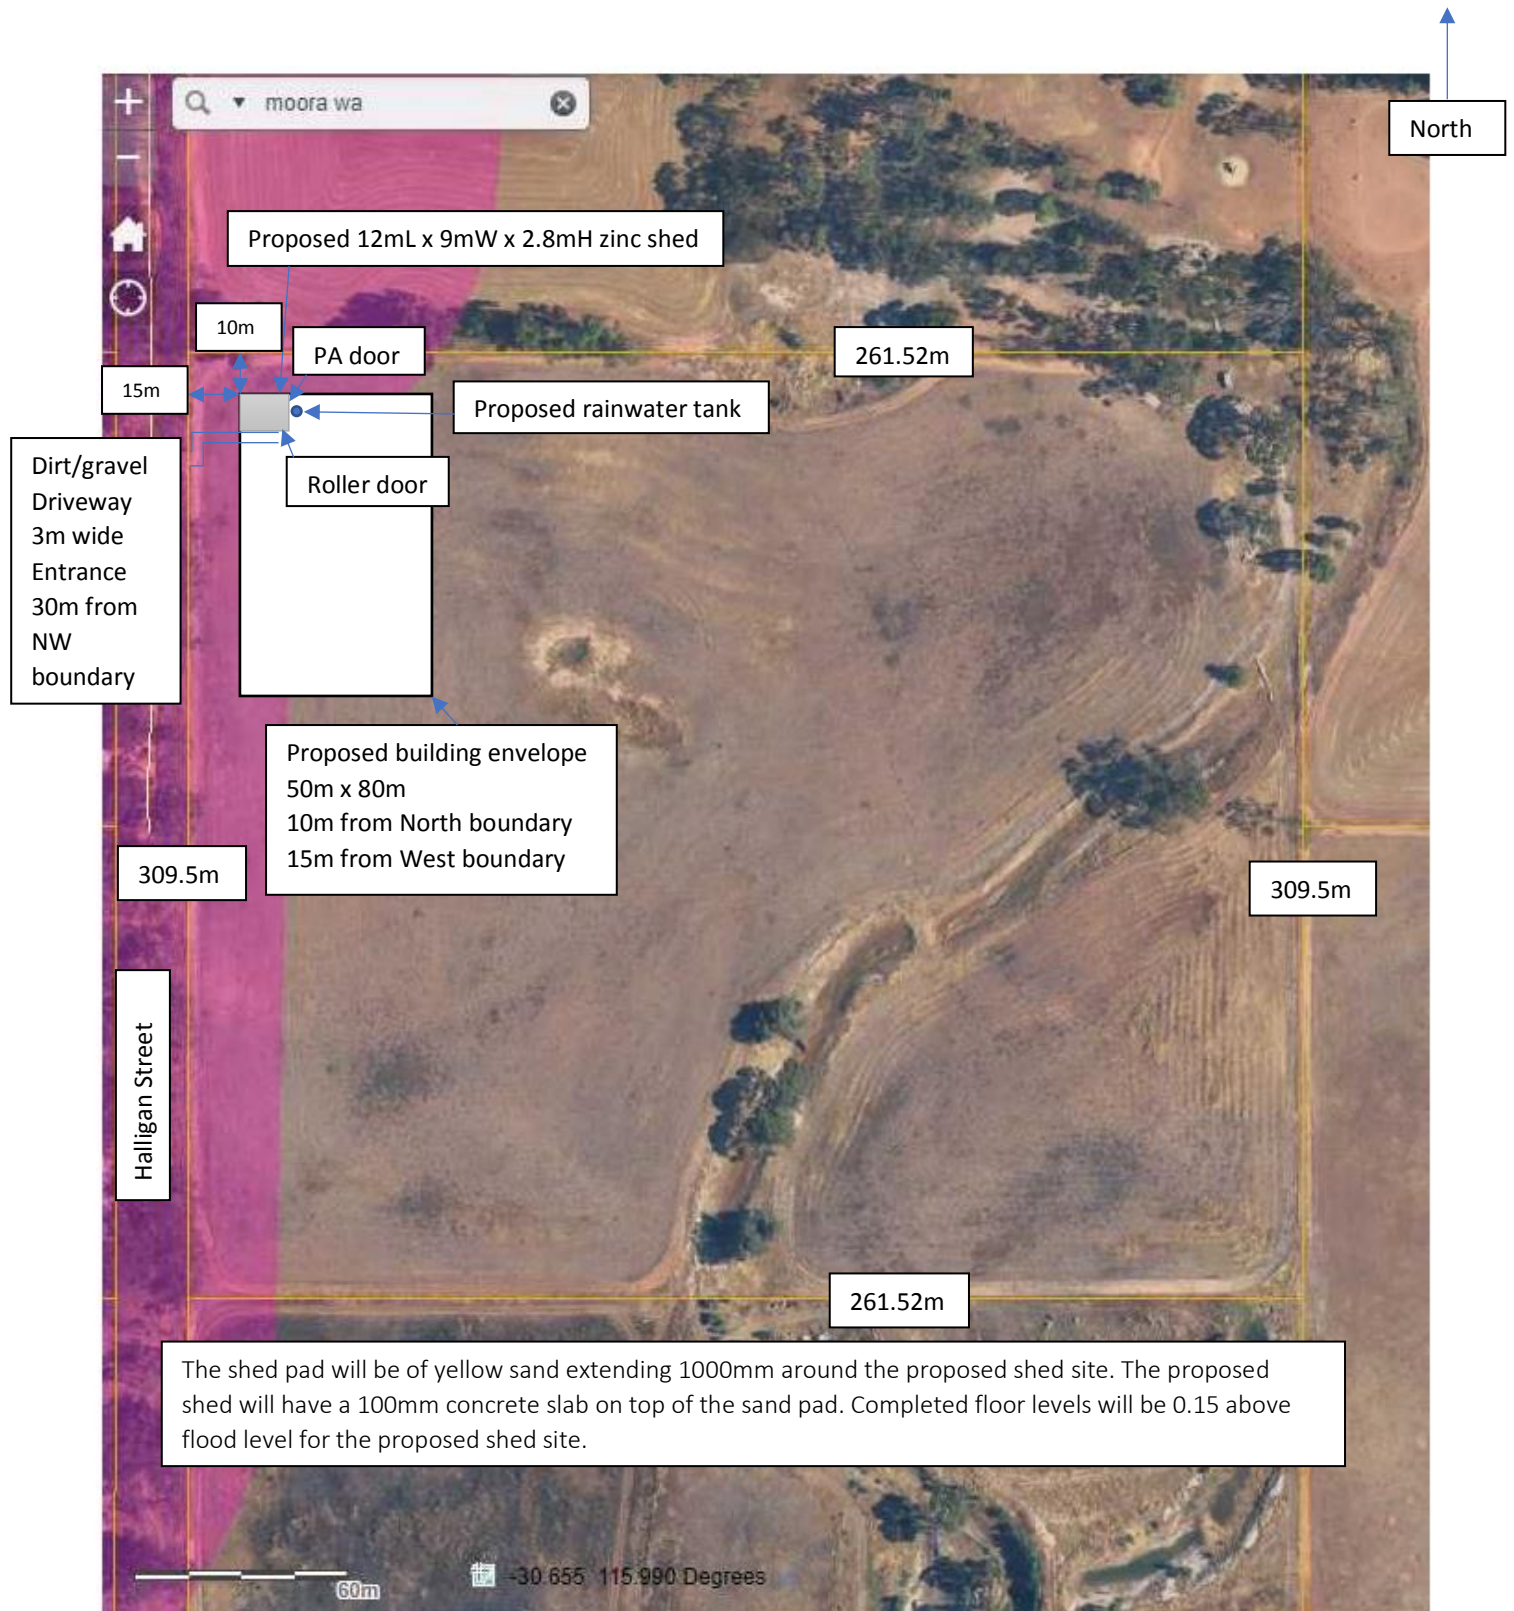 North
moora wa
Proposed 12mL x 9mW x 2.8mH zinc shed
10m
PA door
261.52m
15m
Proposed rainwater tank
Dirt/gravel
Driveway
3m wide
Entrance
30m from
NW
boundary
Roller door
Proposed building envelope
50m x 80m
10m from North boundary
15m from West boundary
309.5m
309.5m
Halligan Street
261.52m
The shed pad will be of yellow sand extending 1000mm around the proposed shed site. The proposed
shed will have a 100mm concrete slab on top of the sand pad. Completed floor levels will be 0.15 above
flood level for the proposed shed site.
60m
-30.655 115.990 Degrees